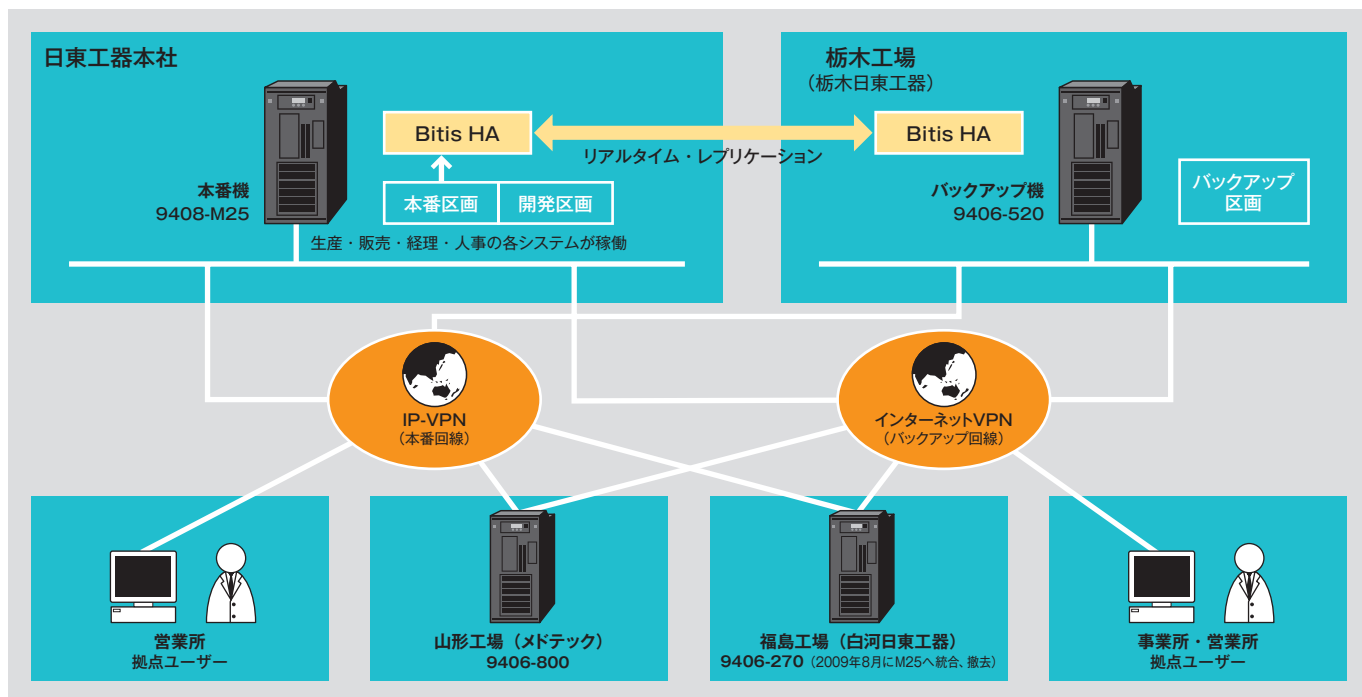 日東工器本社
Bitis HA
本番機
9408-M25
本番区画
開発区画
生産・販売・経理・人事の各システムが稼働
リアルタイム・レプリケーション
栃木工場
（栃木日東工器）
Bitis HA
バックアップ機
9406-520
バックアップ
区画
IP-VPN
（本番回線）
インターネットVPN
（バックアップ回線）
営業所
拠点ユーザー
山形工場（メドテック）
9406-800
福島工場（白河日東工器）
9406-270（2009年8月にM25へ統合、撤去）
事業所・営業所
拠点ユーザー